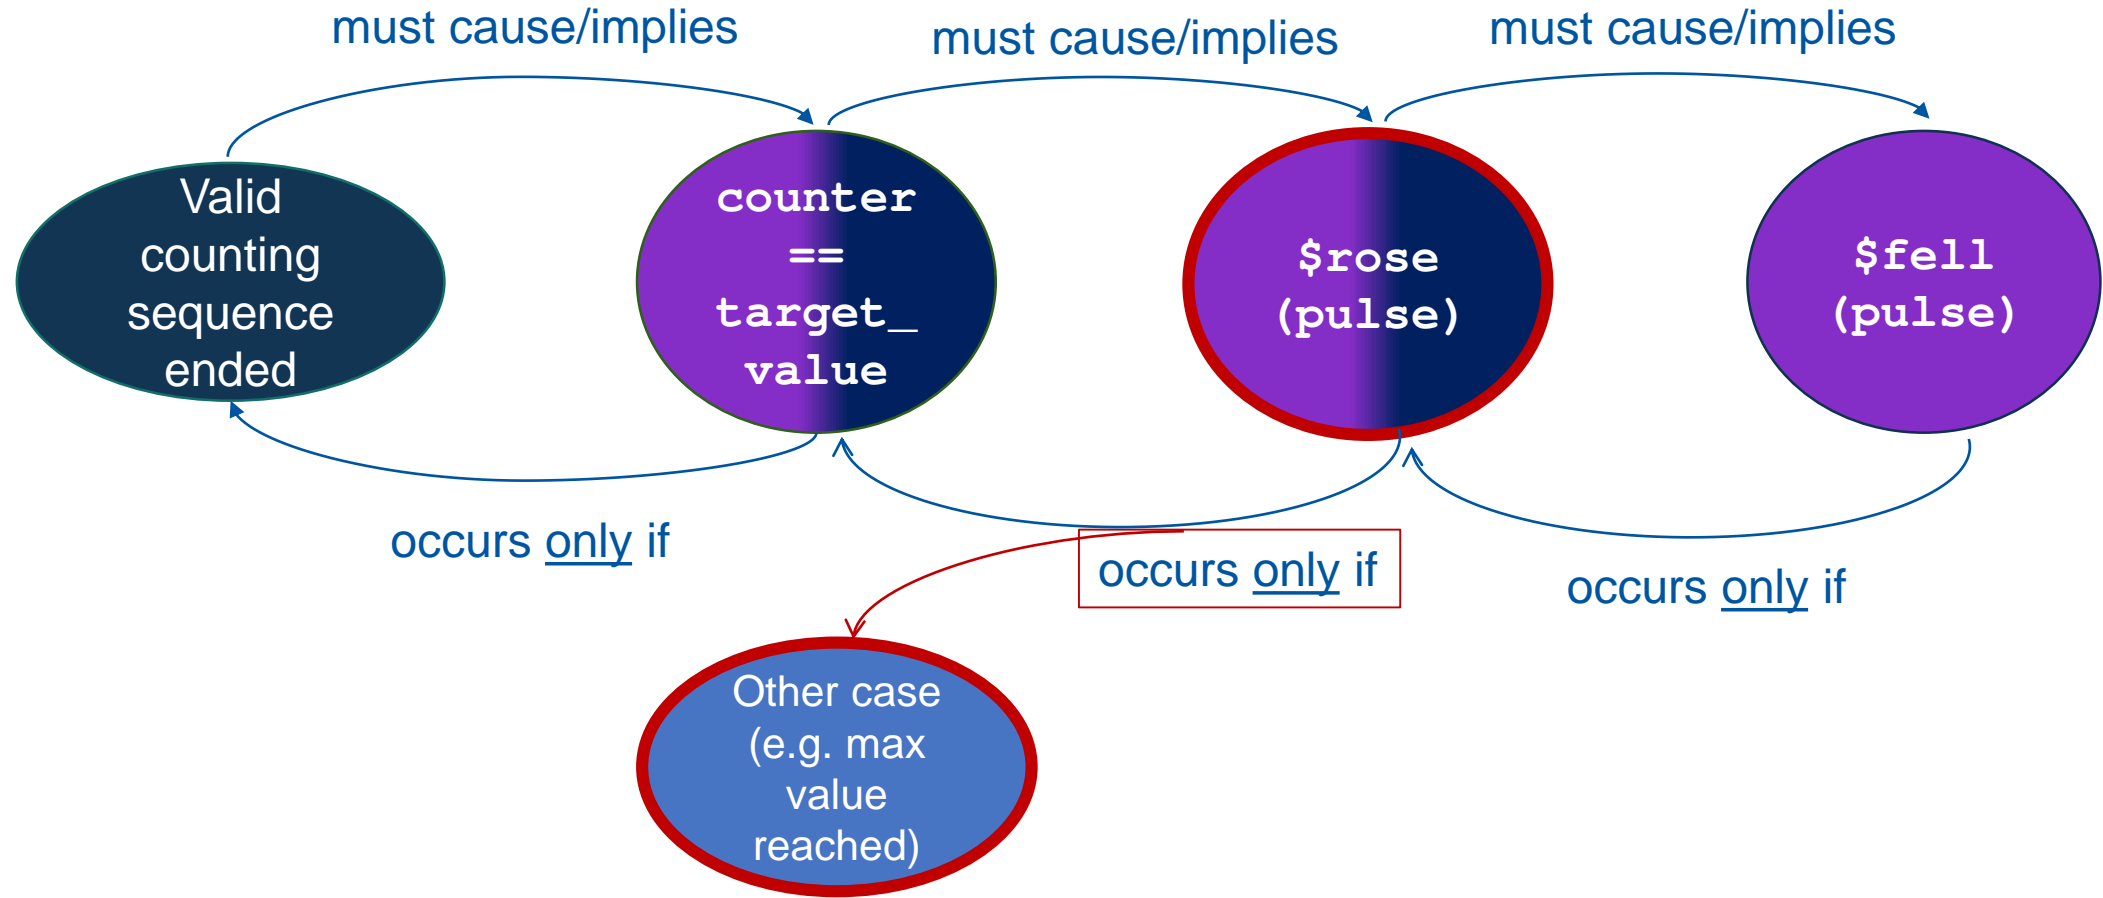 must cause/implies
must cause/implies
must cause/implies
Valid
counting
sequence
ended
counter
==
target_
value
$rose
(pulse)
$fell
(pulse)
occurs only if
occurs only if
occurs only if
Other case
(e.g. max
value
reached)